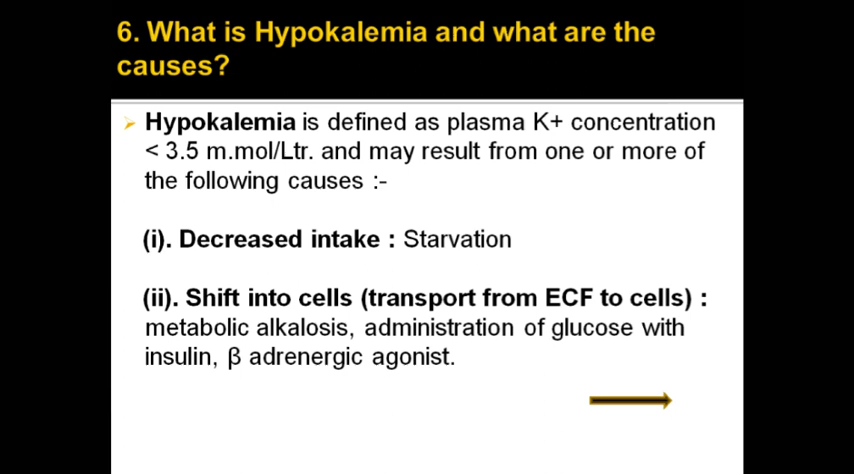 6. What is Hypokalemia and what are the
causes?
Hypokalemia is defined as plasma K+ concentration
< 3.5 m.mol/Ltr. and may result from one or more of
the following causes :-
(i). Decreased intake : Starvation
(ii). Shift into cells (transport from ECF to cells) :
metabolic alkalosis, administration of glucose with
insulin, β adrenergic agonist.